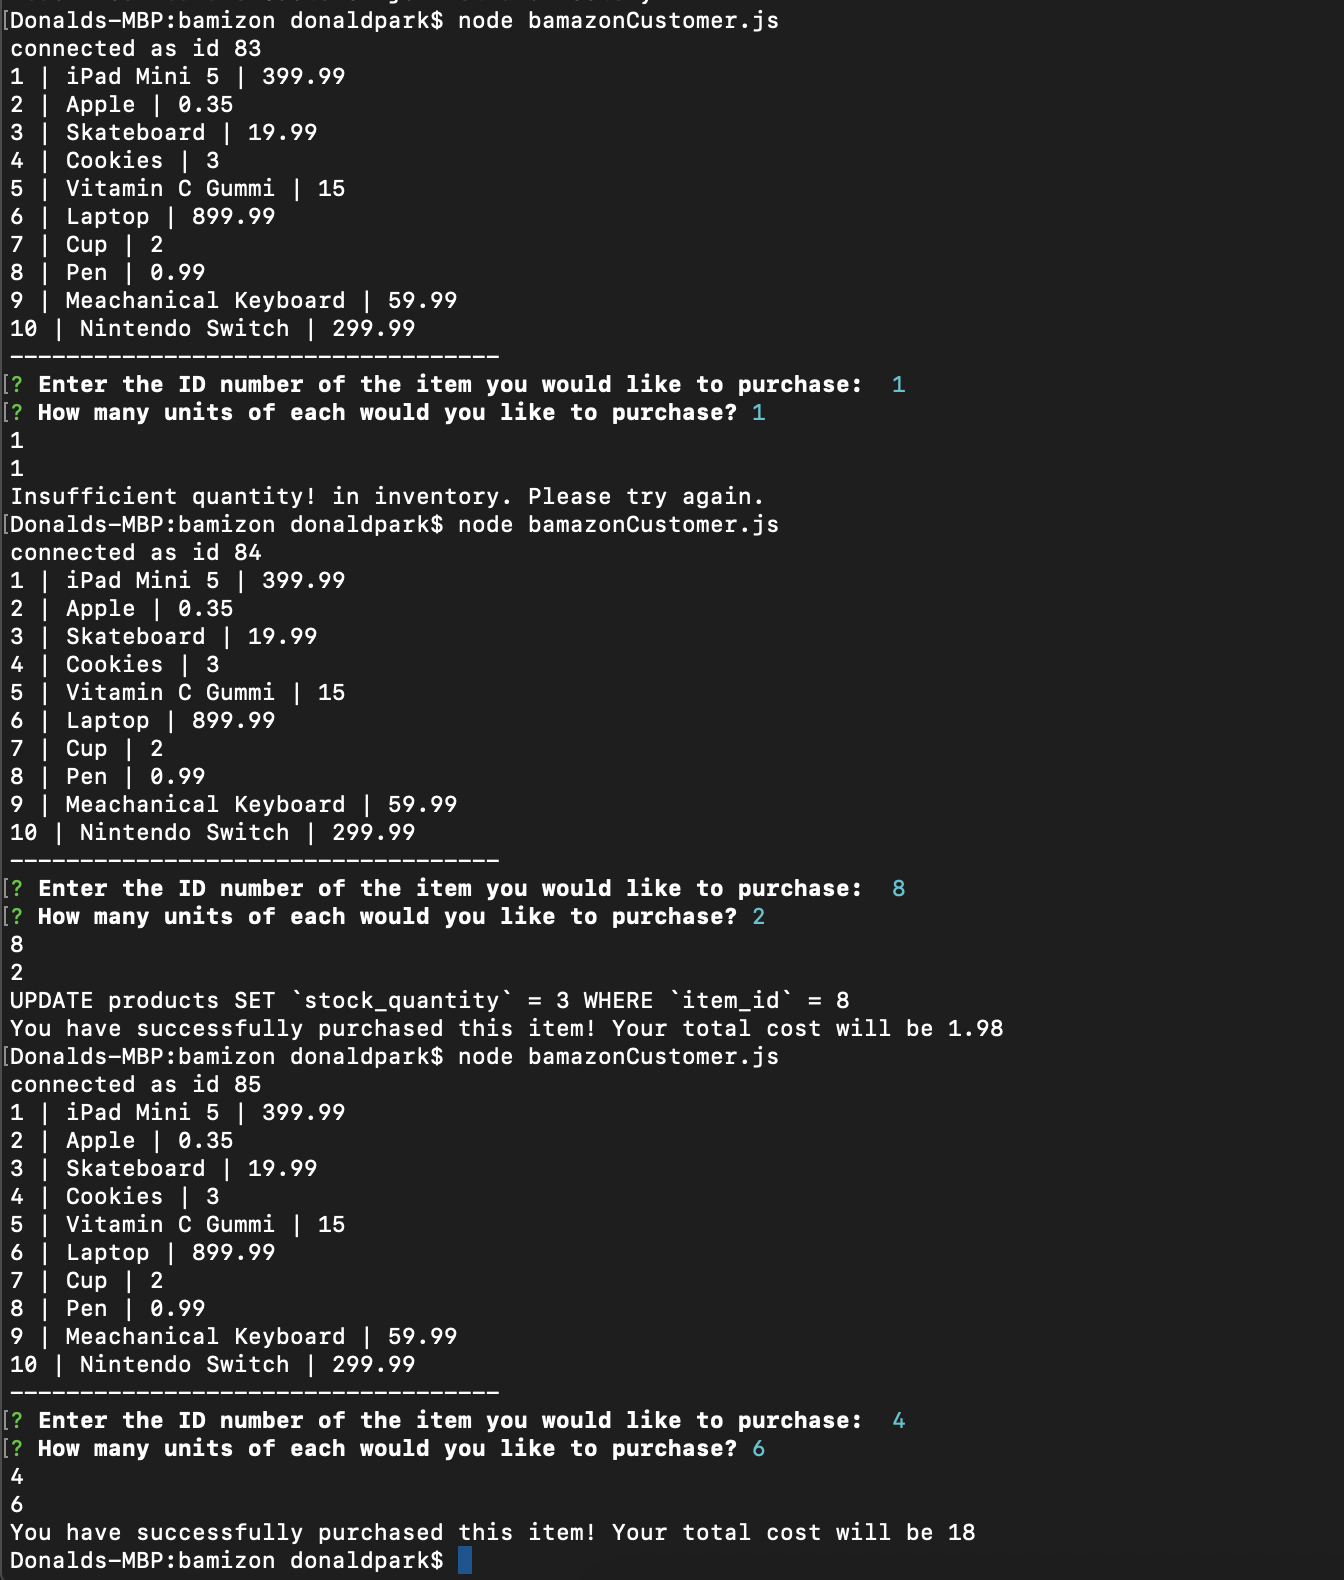 [Donalds-MBP:bamizon donaldpark$ node bamazonCustomer.js
connected as id 83
1 | iPad Mini 5 | 399.99
2 | Apple | 0.35
3 | Skateboard | 19.99
4 | Cookies | 3
5 | Vitamin C Gummi | 15
6 | Laptop | 899.99
7 | Cup | 2
8 | Pen | 0.99
9 | Meachanical Keyboard | 59.99
10 | Nintendo Switch | 299.99
-----------------------------------
[? Enter the ID number of the item you would like to purchase:  1
[? How many units of each would you like to purchase? 1
1
1
Insufficient quantity! in inventory. Please try again.
[Donalds-MBP:bamizon donaldpark$ node bamazonCustomer.js
connected as id 84
1 | iPad Mini 5 | 399.99
2 | Apple | 0.35
3 | Skateboard | 19.99
4 | Cookies | 3
5 | Vitamin C Gummi | 15
6 | Laptop | 899.99
7 | Cup | 2
8 | Pen | 0.99
9 | Meachanical Keyboard | 59.99
10 | Nintendo Switch | 299.99
-----------------------------------
[? Enter the ID number of the item you would like to purchase:  8
[? How many units of each would you like to purchase? 2
8
2
UPDATE products SET `stock_quantity` = 3 WHERE `item_id` = 8
You have successfully purchased this item! Your total cost will be 1.98
[Donalds-MBP:bamizon donaldpark$ node bamazonCustomer.js
connected as id 85
1 | iPad Mini 5 | 399.99
2 | Apple | 0.35
3 | Skateboard | 19.99
4 | Cookies | 3
5 | Vitamin C Gummi | 15
6 | Laptop | 899.99
7 | Cup | 2
8 | Pen | 0.99
9 | Meachanical Keyboard | 59.99
10 | Nintendo Switch | 299.99
-----------------------------------
[? Enter the ID number of the item you would like to purchase:  4
[? How many units of each would you like to purchase? 6
4
6
You have successfully purchased this item! Your total cost will be 18
Donalds-MBP:bamizon donaldpark$